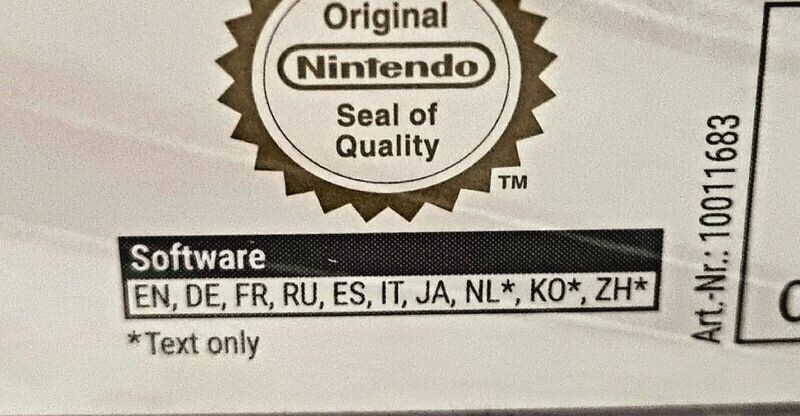 Original
Nintendo
Seal of
Quality
TM
Software
EN, DE, FR, RU, ES, IT, JA, NL*, KO*, ZH*
*Text only
Art.-Nr.: 10011683